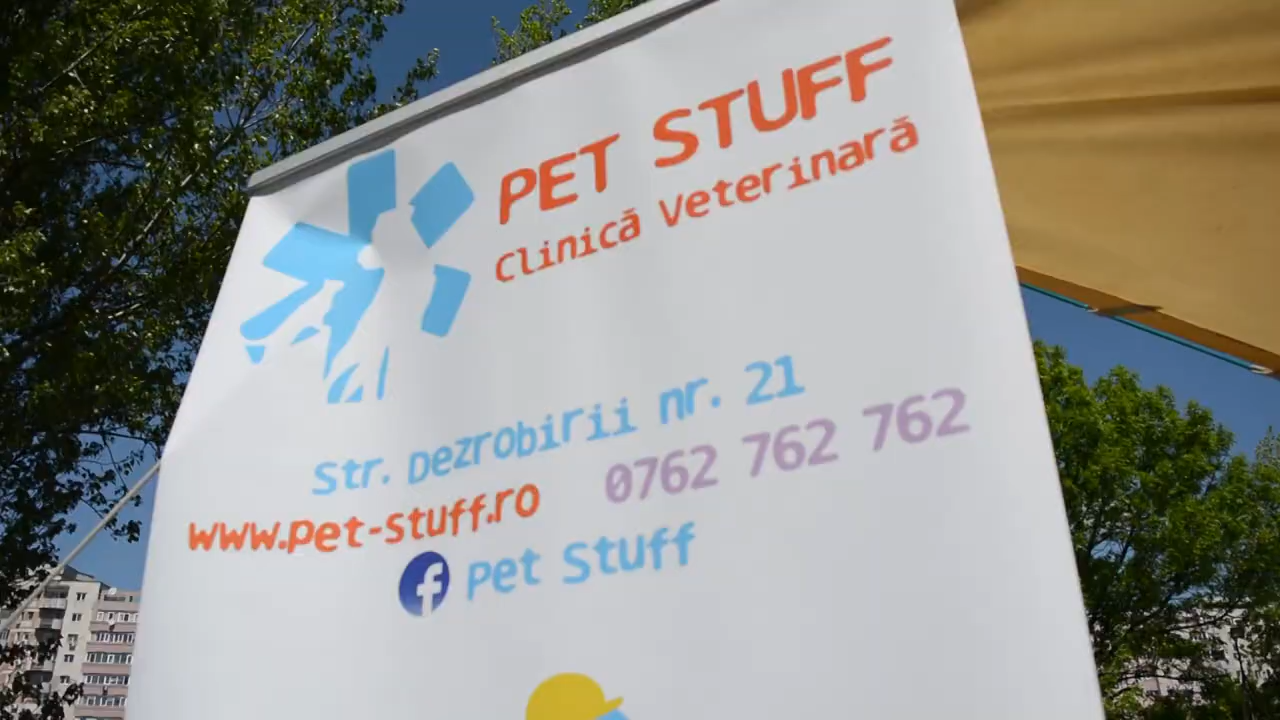 PET STUFF
Clinică Veterinară
Str. Dezrobirii nr. 21
www.pet-stuff.ro 0762 762 762
f Pet Stuff